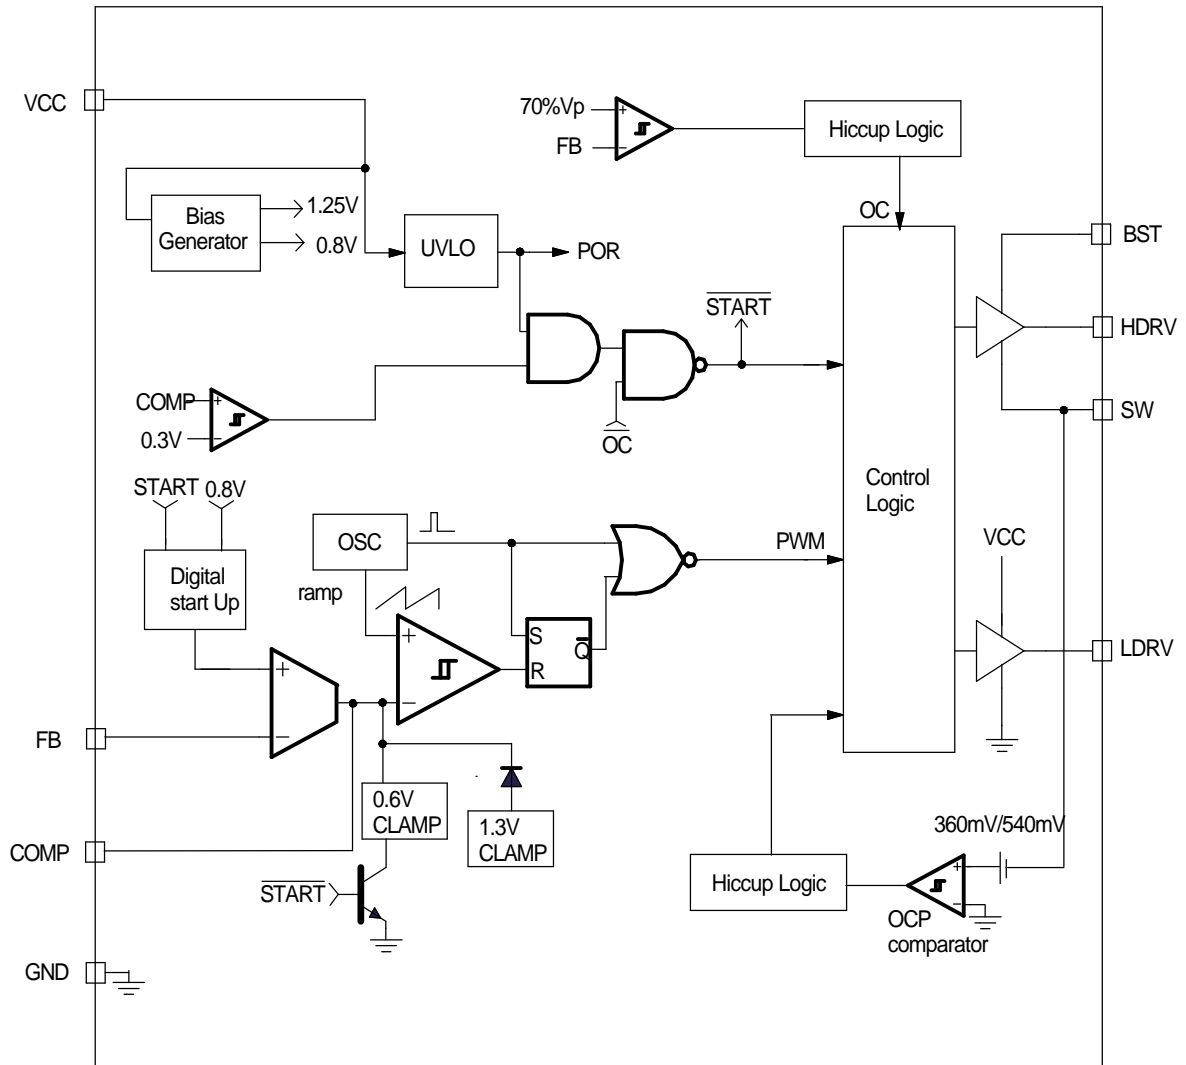 VCC
70%Vp
FB
Hiccup Logic
OC
Bias
Generator
1.25V
0.8V
UVLO
POR
BST
START
HDRV
COMP
0.3V
OC
SW
START
0.8V
Digital
start Up
OSC
ramp
PWM
Control
Logic
VCC
S
R
Q
LDRV
FB
0.6V
CLAMP
1.3V
CLAMP
COMP
START
360mV/540mV
Hiccup Logic
OCP
comparator
GND